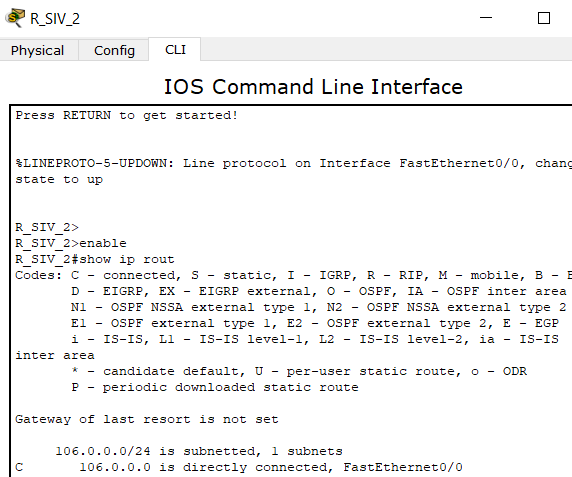 R_SIV_2
Physical Config CLI
IOS Command Line Interface
Press RETURN to get started!
%LINEPROTO-5-UPDOWN: Line protocol on Interface FastEthernet0/0, chang
state to up
R_SIV_2>
R_SIV_2>enable
R_SIV_2#show ip rout
Codes: C - connected, S - static, I - IGRP, R - RIP, M - mobile, B - B
D - EIGRP, EX - EIGRP external, O - OSPF, IA - OSPF inter area
N1 - OSPF NSSA external type 1, N2 - OSPF NSSA external type 2
E1 - OSPF external type 1, E2 - OSPF external type 2, E - EGP
i - IS-IS, L1 - IS-IS level-1, L2 - IS-IS level-2, ia - IS-IS
inter area
* - candidate default, U - per-user static route, o - ODR
P - periodic downloaded static route
Gateway of last resort is not set
106.0.0.0/24 is subnetted, 1 subnets
C 106.0.0.0 is directly connected, FastEthernet0/0